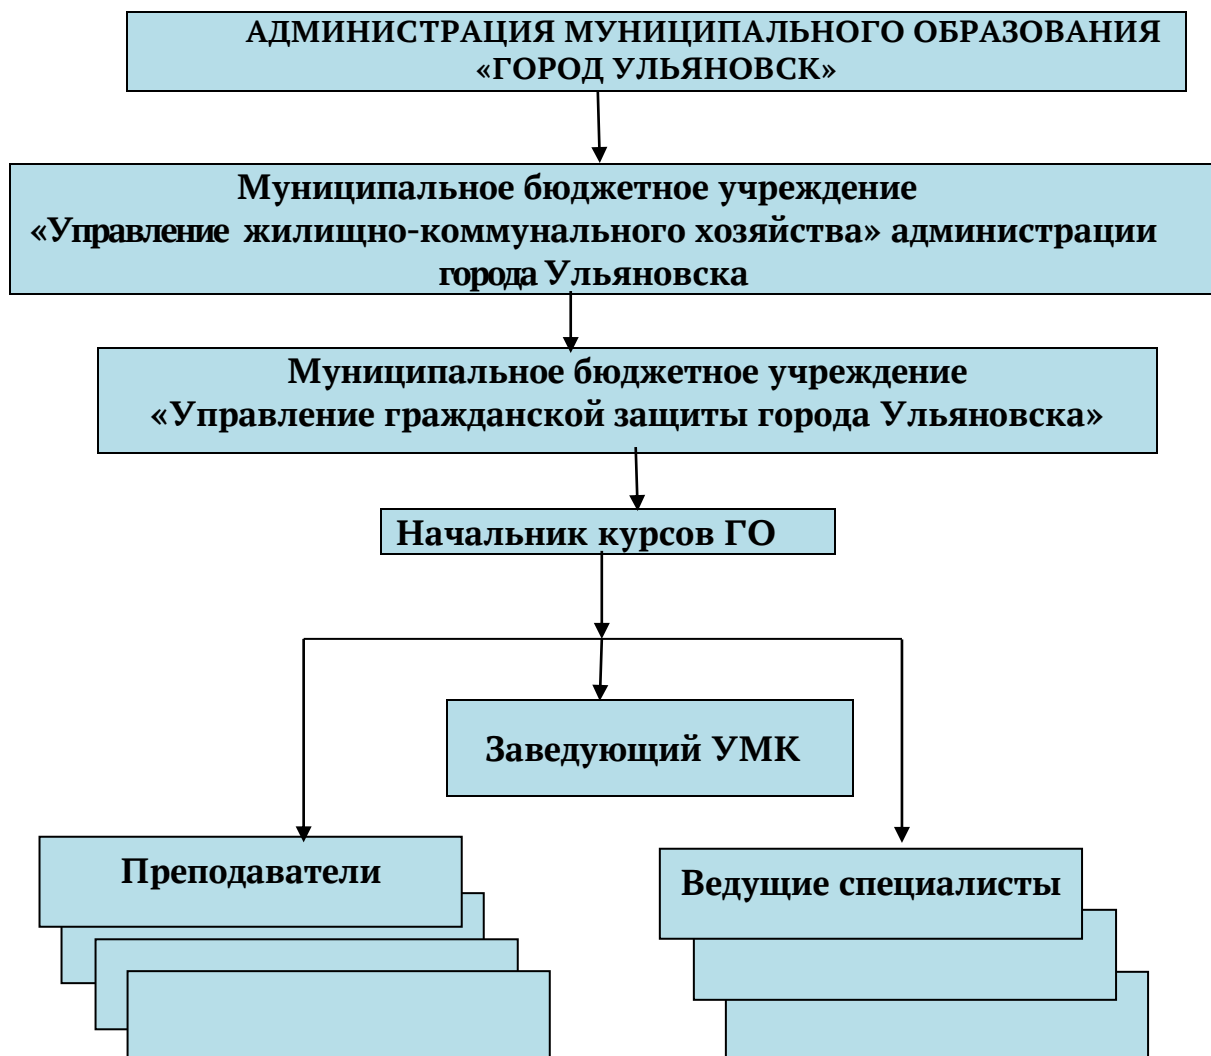 АДМИНИСТРАЦИЯ МУНИЦИПАЛЬНОГО ОБРАЗОВАНИЯ
«ГОРОД УЛЬЯНОВСК»
Муниципальное бюджетное учреждение
«Управление жилищно-коммунального хозяйства» администрации
города Ульяновска
Муниципальное бюджетное учреждение
«Управление гражданской защиты города Ульяновска»
Начальник курсов ГО
Заведующий УМК
Преподаватели
Ведущие специалисты